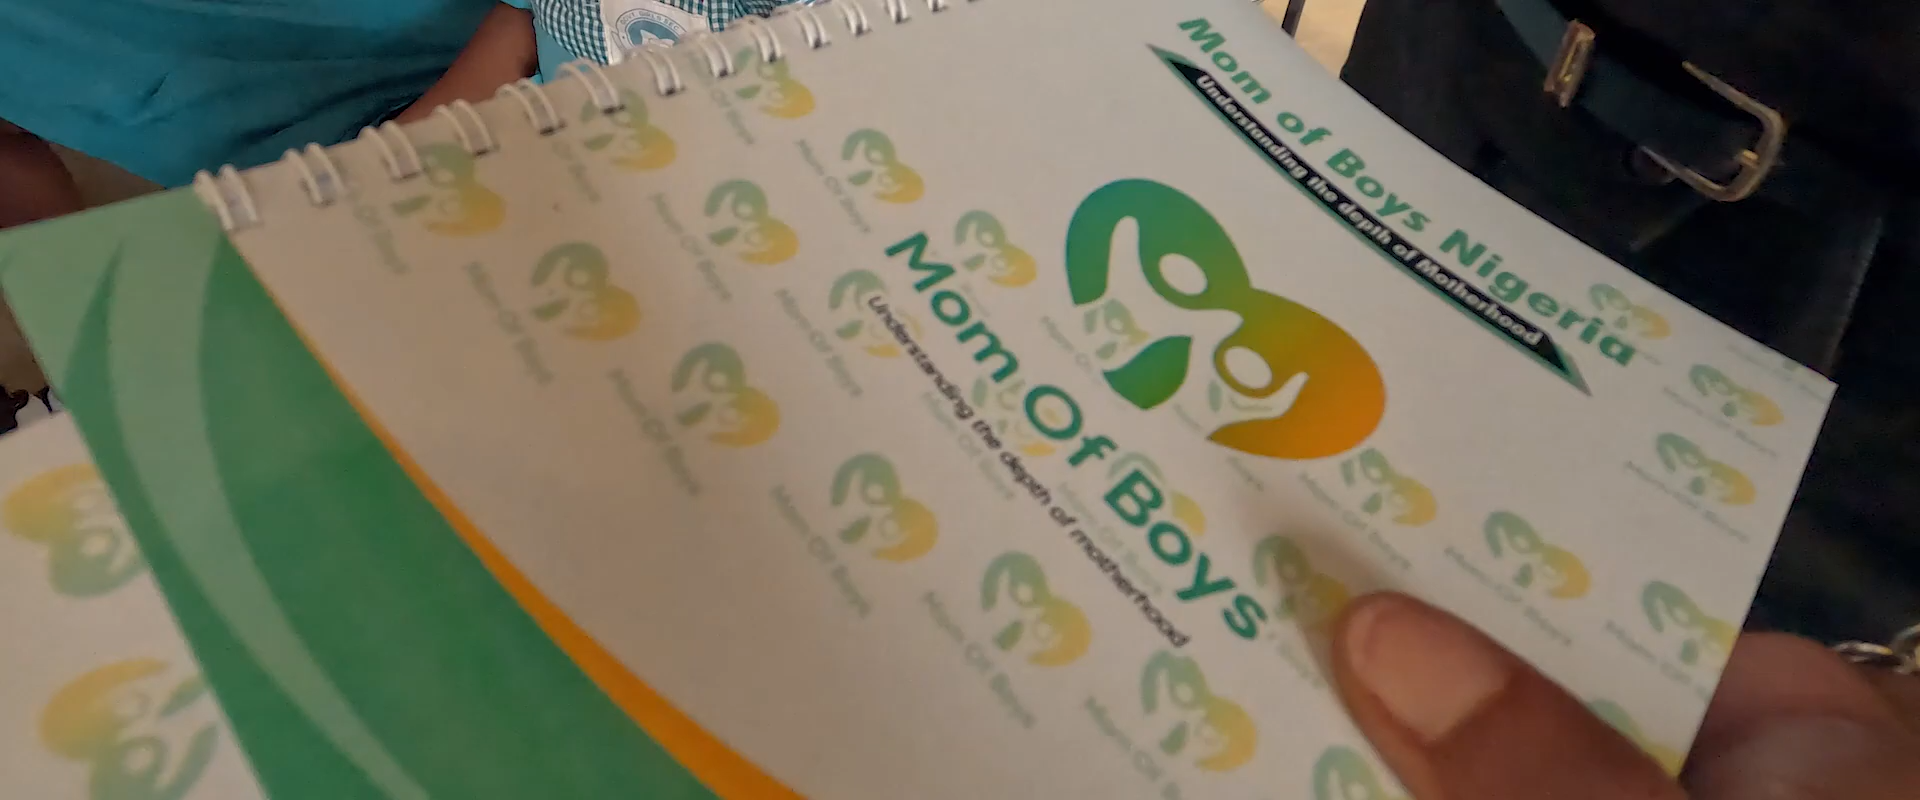 Mom of Boys Nigeria
Understanding the depth of Motherhood
Mom Of Boys
Understanding the depth of motherhood